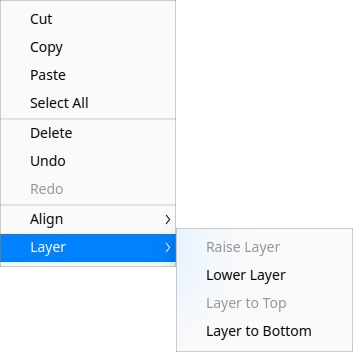 Cut
Copy
Paste
Select All
Delete
Undo
Redo
Align
Layer
Raise Layer
Lower Layer
Layer to Top
Layer to Bottom